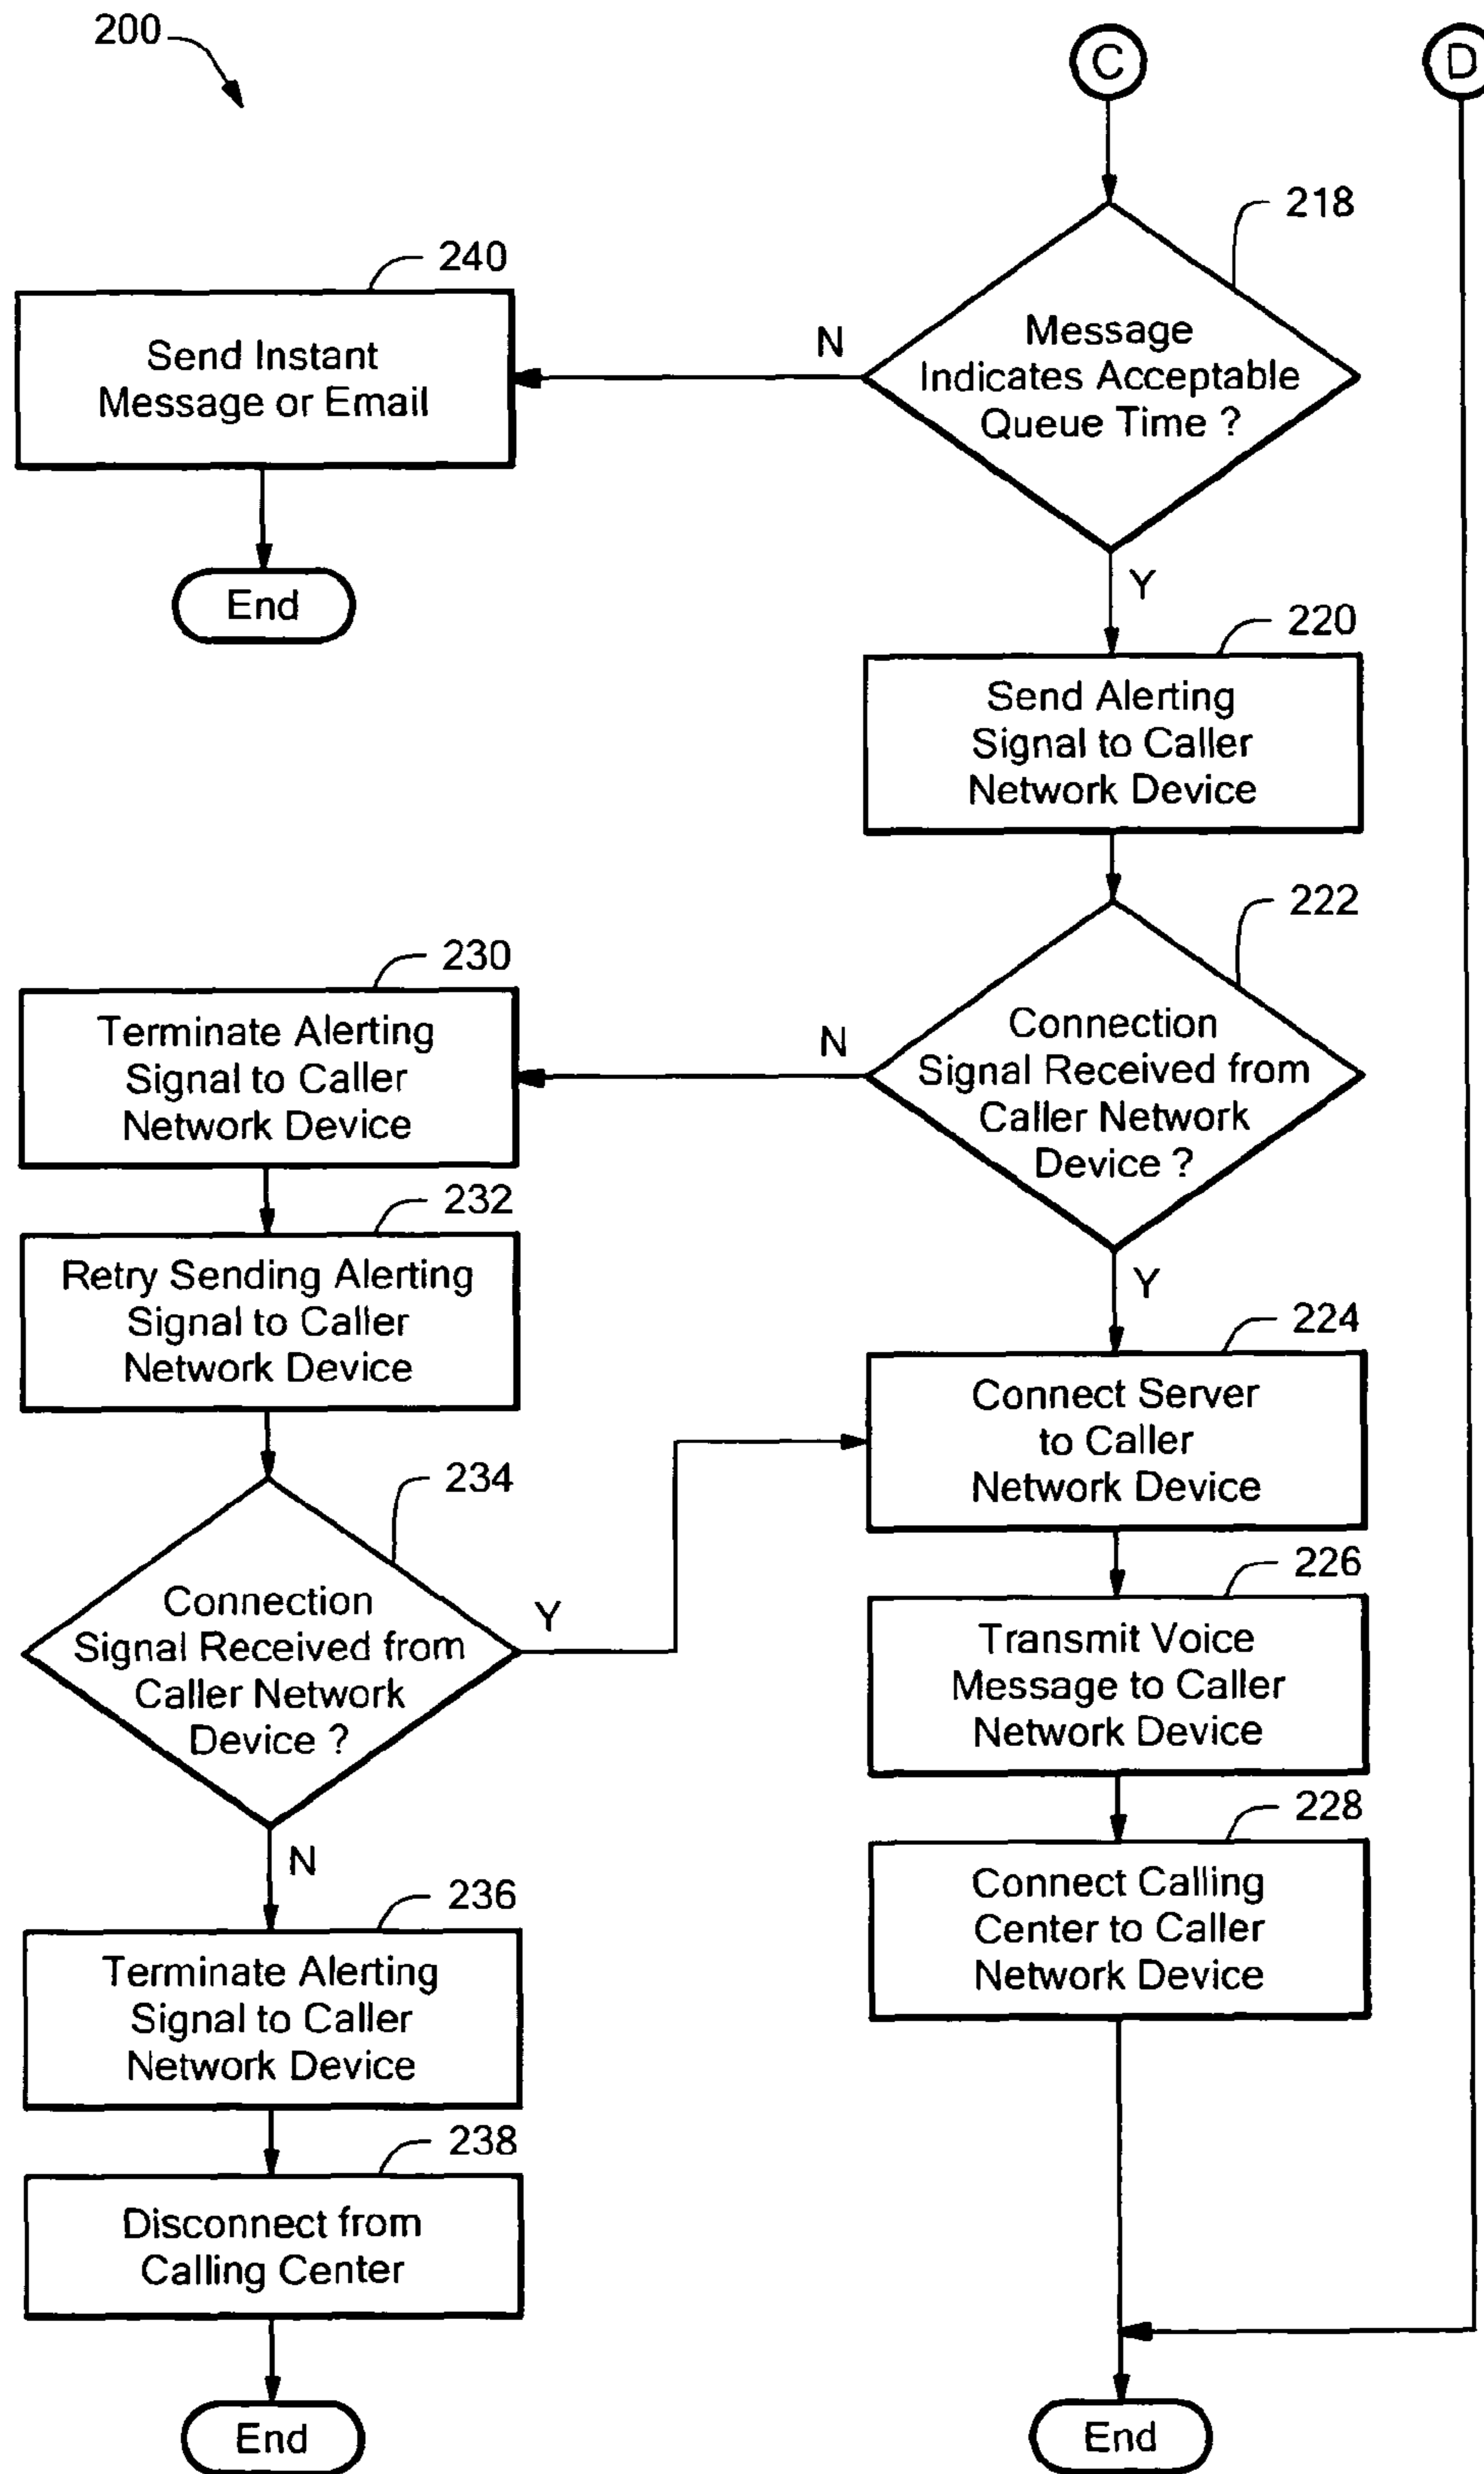 200
C
D
218
Message
Indicates Acceptable
Queue Time ?
N
Y
240
Send Instant
Message or Email
End
220
Send Alerting
Signal to Caller
Network Device
222
Connection
Signal Received from
Caller Network
Device ?
N
Y
230
Terminate Alerting
Signal to Caller
Network Device
232
Retry Sending Alerting
Signal to Caller
Network Device
234
Connection
Signal Received from
Caller Network
Device ?
Y
N
224
Connect Server
to Caller
Network Device
226
Transmit Voice
Message to Caller
Network Device
228
Connect Calling
Center to Caller
Network Device
236
Terminate Alerting
Signal to Caller
Network Device
238
Disconnect from
Calling Center
End
End